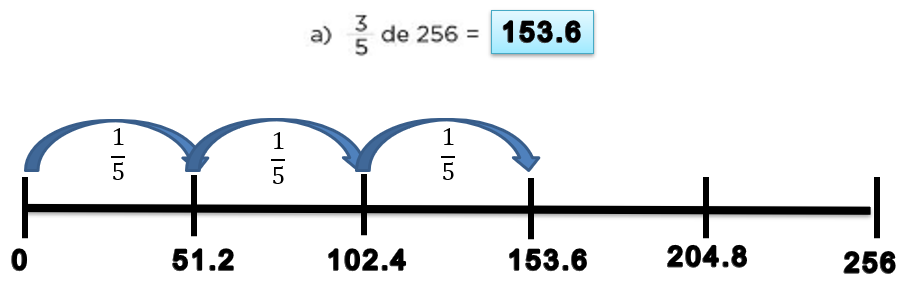 a) 3/5 de 256 = 153.6
1/5 1/5 1/5
0 51.2 102.4 153.6 204.8 256